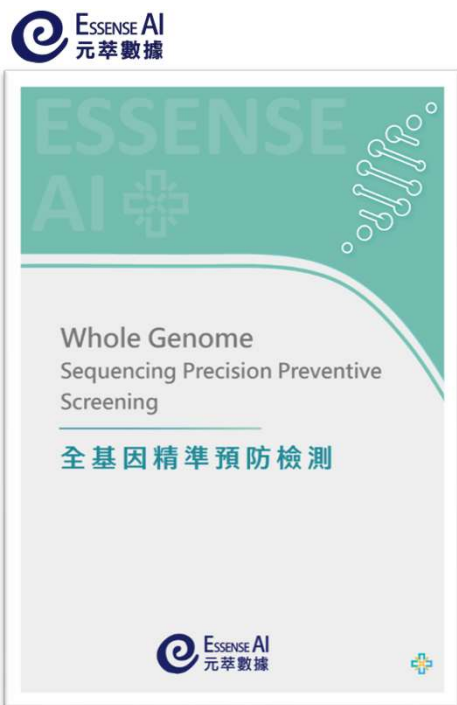 ESSENSE AI
元萃數據
ESSENSE
AI
Whole Genome
Sequencing Precision Preventive
Screening
全基因精準預防檢測
ESSENSE AI
元萃數據